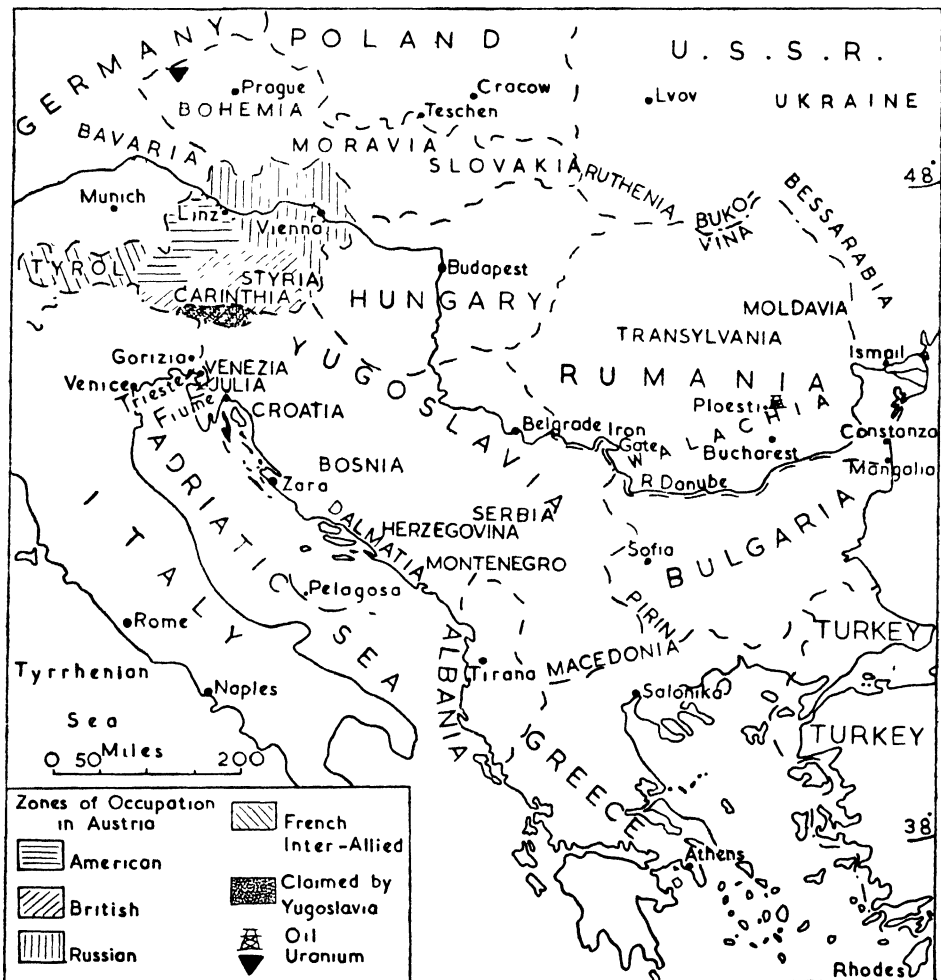 GERMANY
POLAND
U.S.S.R.
Prague
Cracow
Lvov
UKRAINE
BOHEMIA
Teschen
BAVARIA
MORAVIA
SLOVAKIA
RUTHENIA
48°
Munich
Linz
Vienna
BUKO-
VINA
BESSARABIA
TYROL
STYRIA
CARINTHIA
Budapest
HUNGARY
MOLDAVIA
TRANSYLVANIA
Ismail
Gorizia
VENEZIA
JULIA
Venice
Trieste
Fiume
YUGOSLAVIA
RUMANIA
Ploesti
CROATIA
Belgrade
Iron
Gate
WALACHIA
Bucharest
Constanza
Mangalia
BOSNIA
Zara
R. Danube
ADRIATIC SEA
DALMATIA
HERZEGOVINA
SERBIA
MONTENEGRO
Sofia
BULGARIA
ITALY
Pelagosa
PIRIN
Rome
ALBANIA
Tirana
MACEDONIA
TURKEY
Tyrrhenian
Sea
Naples
Salonika
TURKEY
Miles
0 50 200
GREECE
38°
Athens
Rhodes
Zones of Occupation
in Austria
American
British
Russian
French
Inter-Allied
Claimed by
Yugoslavia
Oil
Uranium